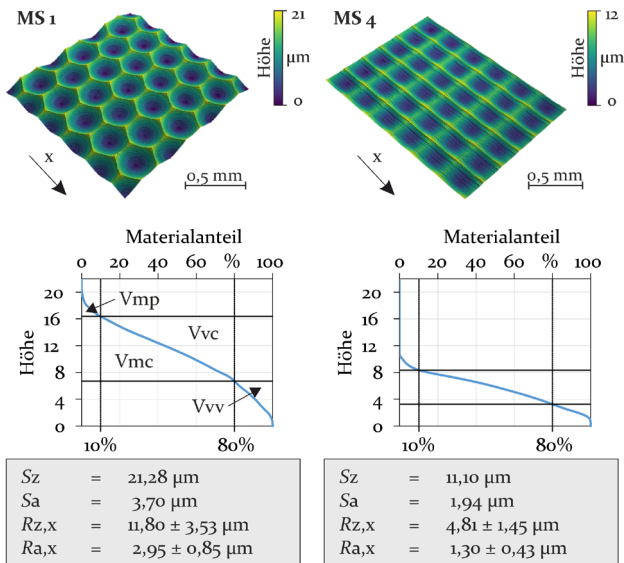 MS 1
21
Höhe
µm
0
x
0,5 mm
MS 4
12
Höhe
µm
0
x
0,5 mm
Materialanteil
0 20 40 60 % 100
20
16
12
8
4
0
Höhe
Vmp
Vvc
Vmc
Vvv
10% 80%
Materialanteil
0 20 40 60 % 100
20
16
12
8
4
0
Höhe
10% 80%
Sz = 21,28 µm
Sa = 3,70 µm
Rz,x = 11,80 ± 3,53 µm
Ra,x = 2,95 ± 0,85 µm
Sz = 11,10 µm
Sa = 1,94 µm
Rz,x = 4,81 ± 1,45 µm
Ra,x = 1,30 ± 0,43 µm